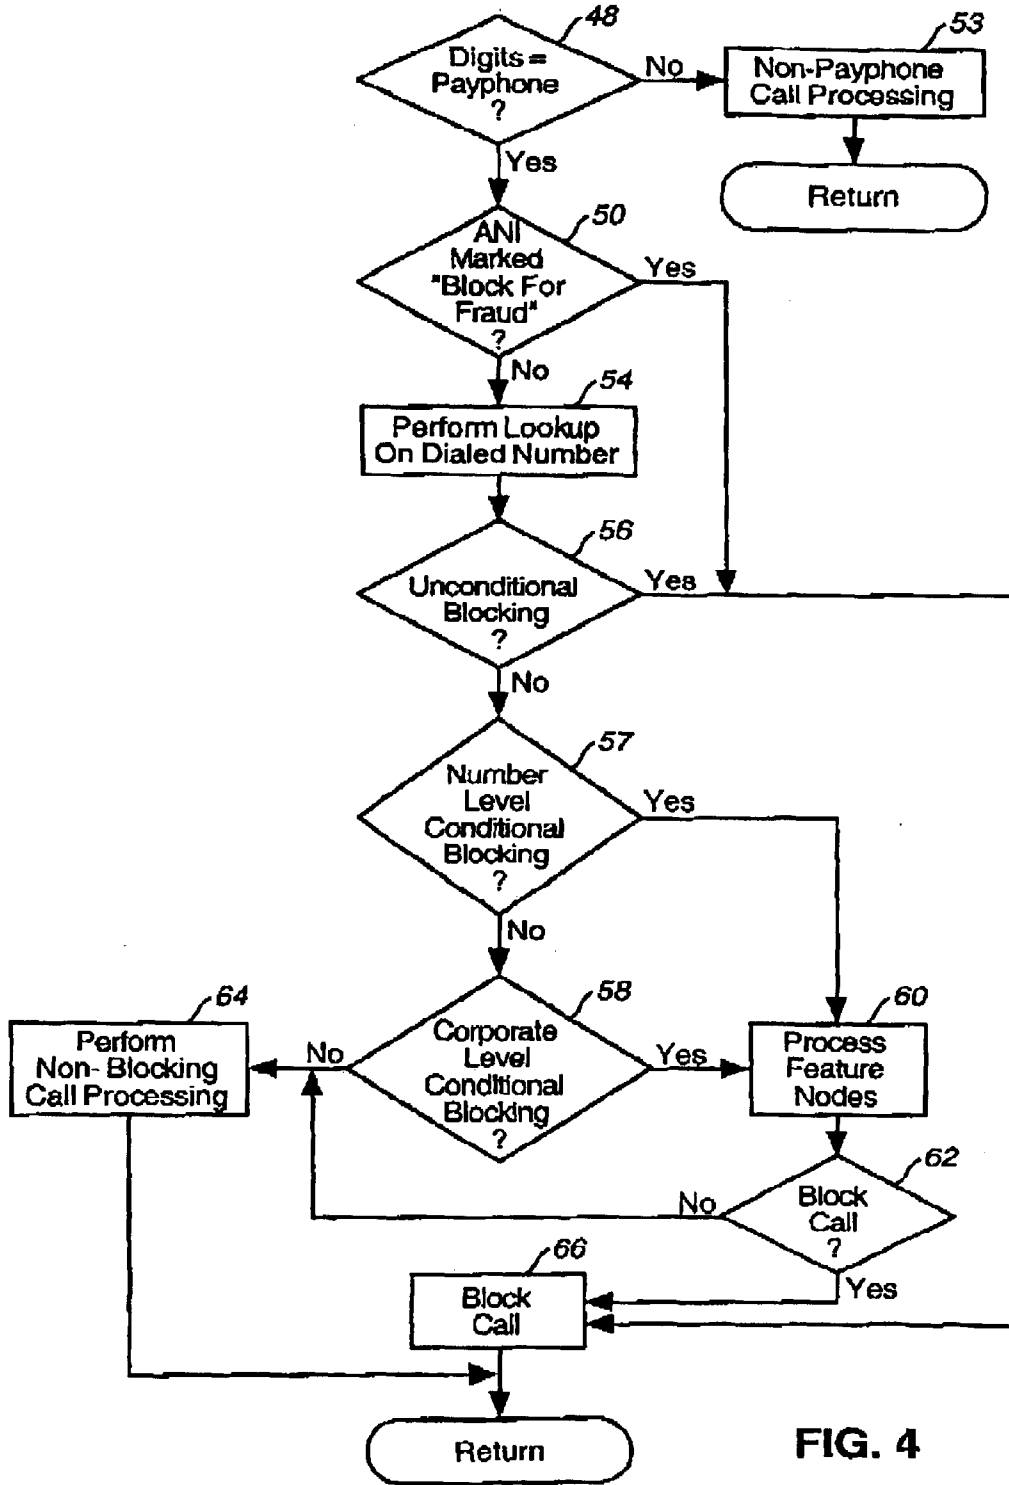 48
Digits =
Payphone
?
No
53
Non-Payphone
Call Processing
Return
Yes
50
ANI
Marked
"Block For
Fraud"
?
Yes
No
54
Perform Lookup
On Dialed Number
56
Unconditional
Blocking
?
Yes
No
57
Number
Level
Conditional
Blocking
?
Yes
No
58
Corporate
Level
Conditional
Blocking
?
No
Yes
64
Perform
Non-Blocking
Call Processing
60
Process
Feature
Nodes
62
Block
Call
?
No
Yes
66
Block
Call
Return
FIG. 4